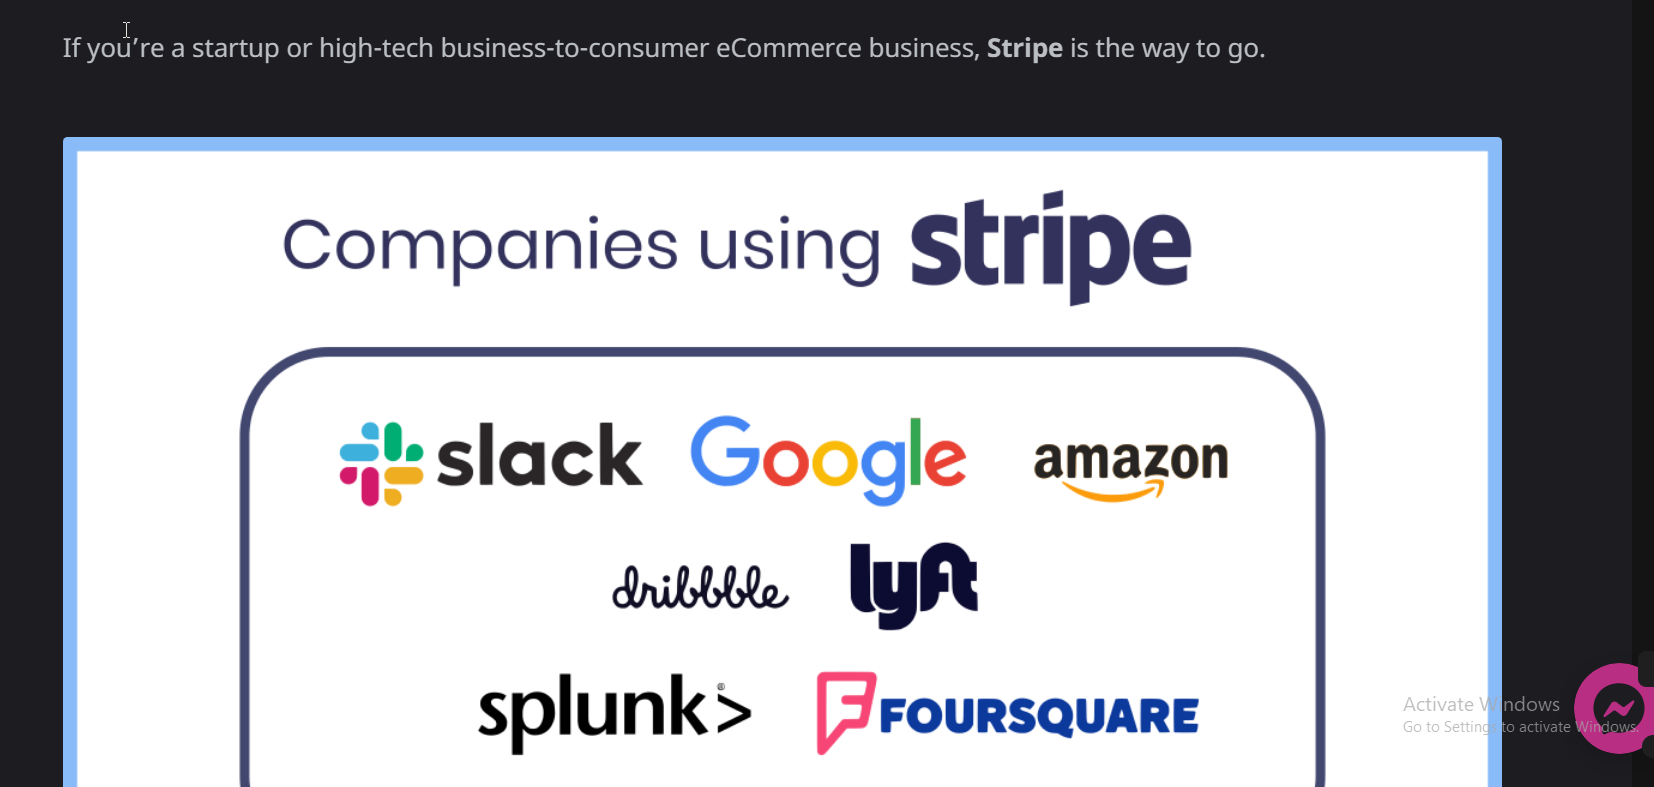 If you’re a startup or high-tech business-to-consumer eCommerce business, Stripe is the way to go.
Companies using stripe
slack Google amazon
dribbble lyft
splunk> ®
FOURSQUARE
Activate Windows
Go to Settings to activate Windows.